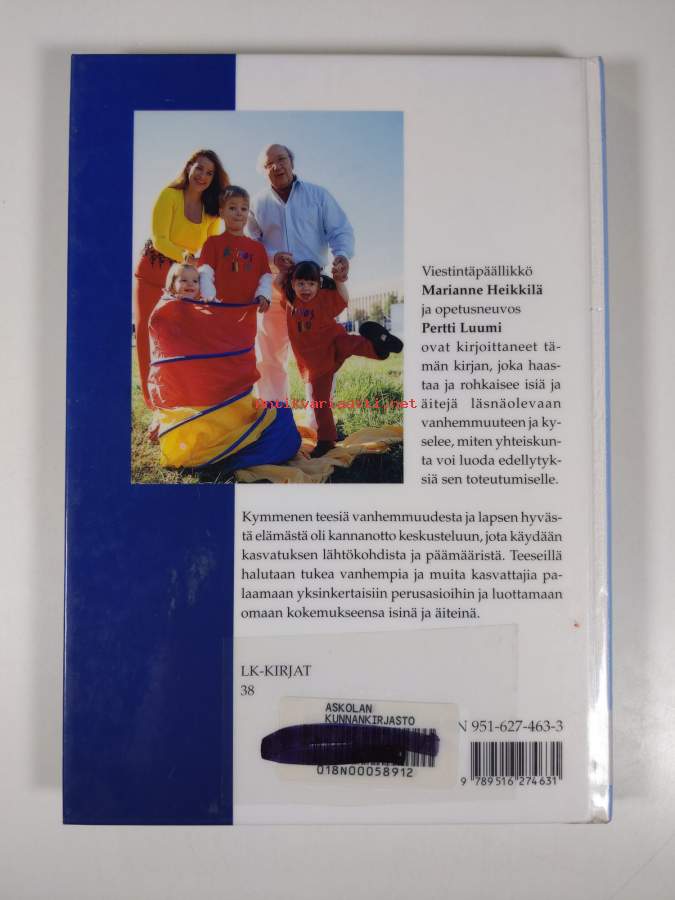 Viestintäpäällikkö
Marianne Heikkilä
ja opetusneuvos
Pertti Luumi
ovat kirjoittaneet tä-
män kirjan, joka haas-
taa ja rohkaisee isiä ja
äitejä läsnäolevaan
vanhemmuuteen ja ky-
selee, miten yhteiskun-
ta voi luoda edellytyk-
siä sen toteutumiselle.
Antikvariaatti.net
Kymmenen teesiä vanhemmuudesta ja lapsen hyväs-
tä elämästä oli kannanotto keskusteluun, jota käydään
kasvatuksen lähtökohdista ja päämääristä. Teeseillä
halutaan tukea vanhempia ja muita kasvattajia pa-
laamaan yksinkertaisiin perusasioihin ja luottamaan
omaan kokemukseensa isinä ja äiteinä.
LK-KIRJAT
38
ASKOLAN
KUNNANKIRJASTO
018N00058912
N 951-627-463-3
9 789516 274631